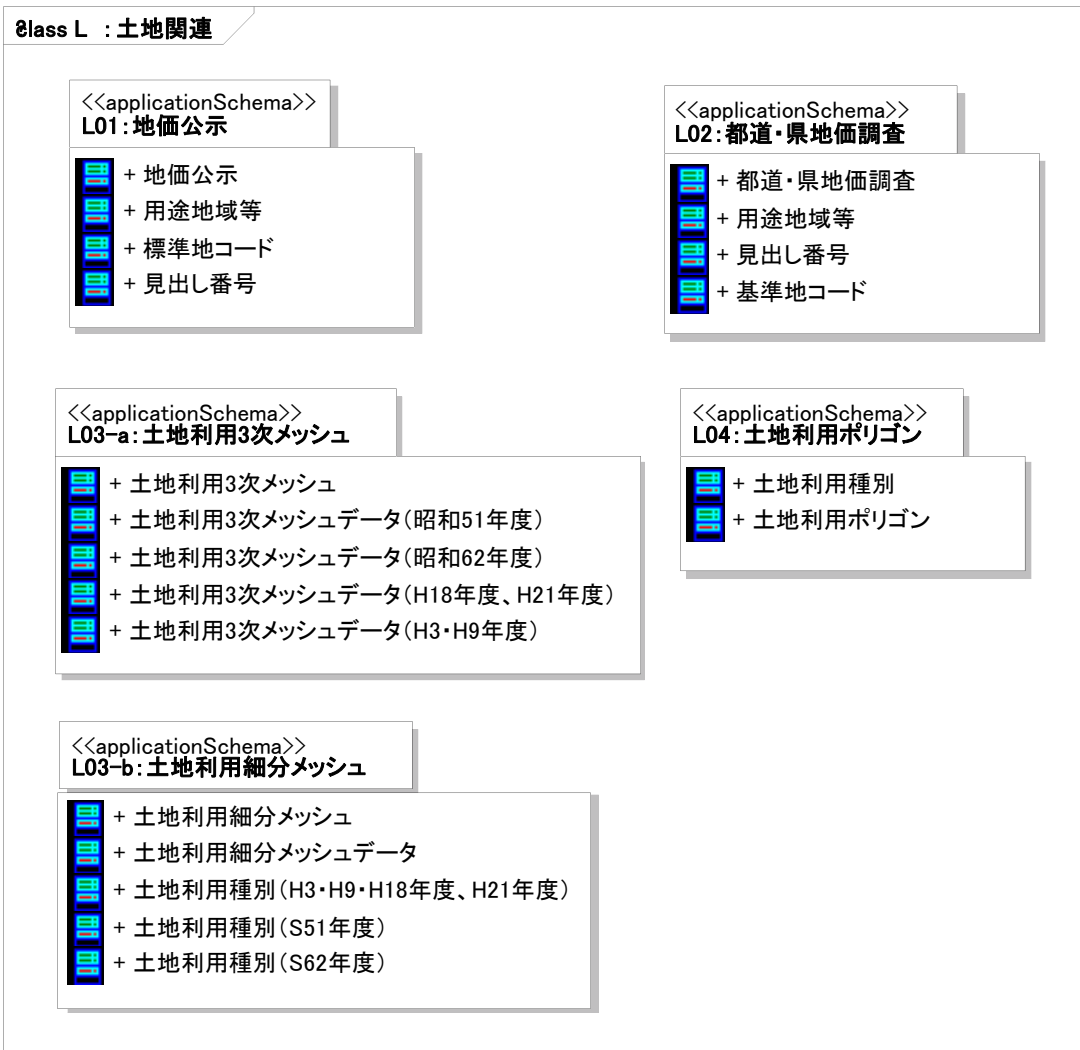 class L : 土地関連
<<applicationSchema>>
L01:地価公示
+ 地価公示
+ 用途地域等
+ 標準地コード
+ 見出し番号
<<applicationSchema>>
L02:都道・県地価調査
+ 都道・県地価調査
+ 用途地域等
+ 見出し番号
+ 基準地コード
<<applicationSchema>>
L03-a:土地利用3次メッシュ
+ 土地利用3次メッシュ
+ 土地利用3次メッシュデータ(昭和51年度)
+ 土地利用3次メッシュデータ(昭和62年度)
+ 土地利用3次メッシュデータ(H18年度、H21年度)
+ 土地利用3次メッシュデータ(H3・H9年度)
<<applicationSchema>>
L04:土地利用ポリゴン
+ 土地利用種別
+ 土地利用ポリゴン
<<applicationSchema>>
L03-b:土地利用細分メッシュ
+ 土地利用細分メッシュ
+ 土地利用細分メッシュデータ
+ 土地利用種別(H3・H9・H18年度、H21年度)
+ 土地利用種別(S51年度)
+ 土地利用種別(S62年度)